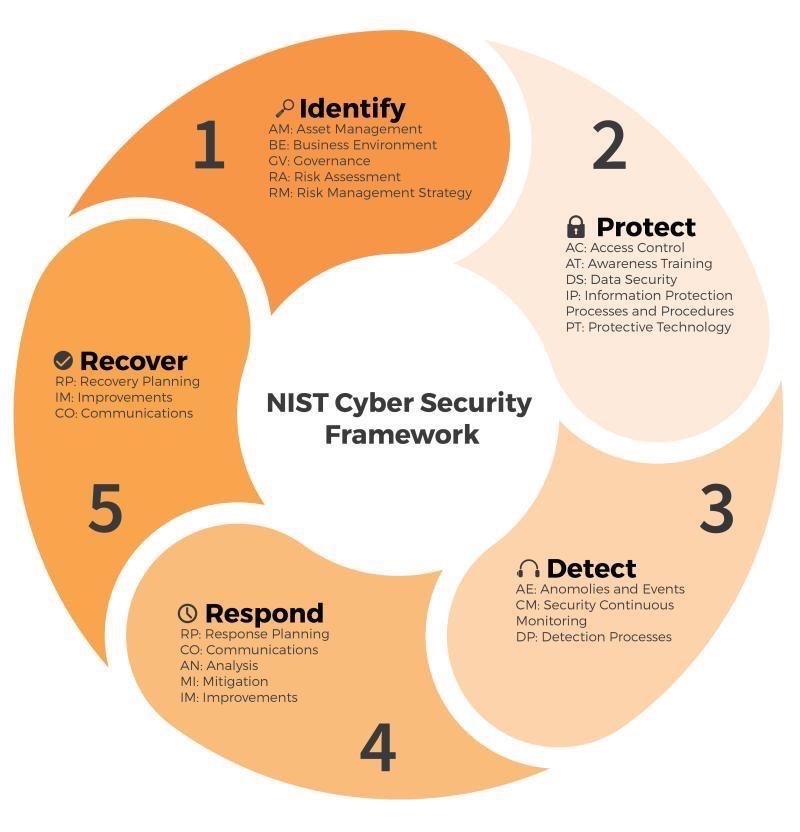 1
Identify
AM: Asset Management
BE: Business Environment
GV: Governance
RA: Risk Assessment
RM: Risk Management Strategy
2
Protect
AC: Access Control
AT: Awareness Training
DS: Data Security
IP: Information Protection
Processes and Procedures
PT: Protective Technology
NIST Cyber Security
Framework
3
Detect
AE: Anomolies and Events
CM: Security Continuous
Monitoring
DP: Detection Processes
Respond
RP: Response Planning
CO: Communications
AN: Analysis
MI: Mitigation
IM: Improvements
4
Recover
RP: Recovery Planning
IM: Improvements
CO: Communications
5